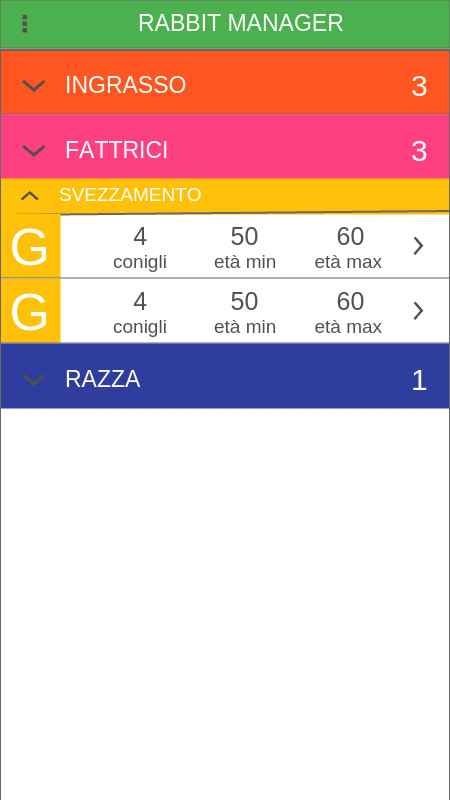 RABBIT MANAGER
INGRASSO 3
FATTRICI 3
SVEZZAMENTO
G 4 50 60
conigli età min età max
G 4 50 60
conigli età min età max
RAZZA 1